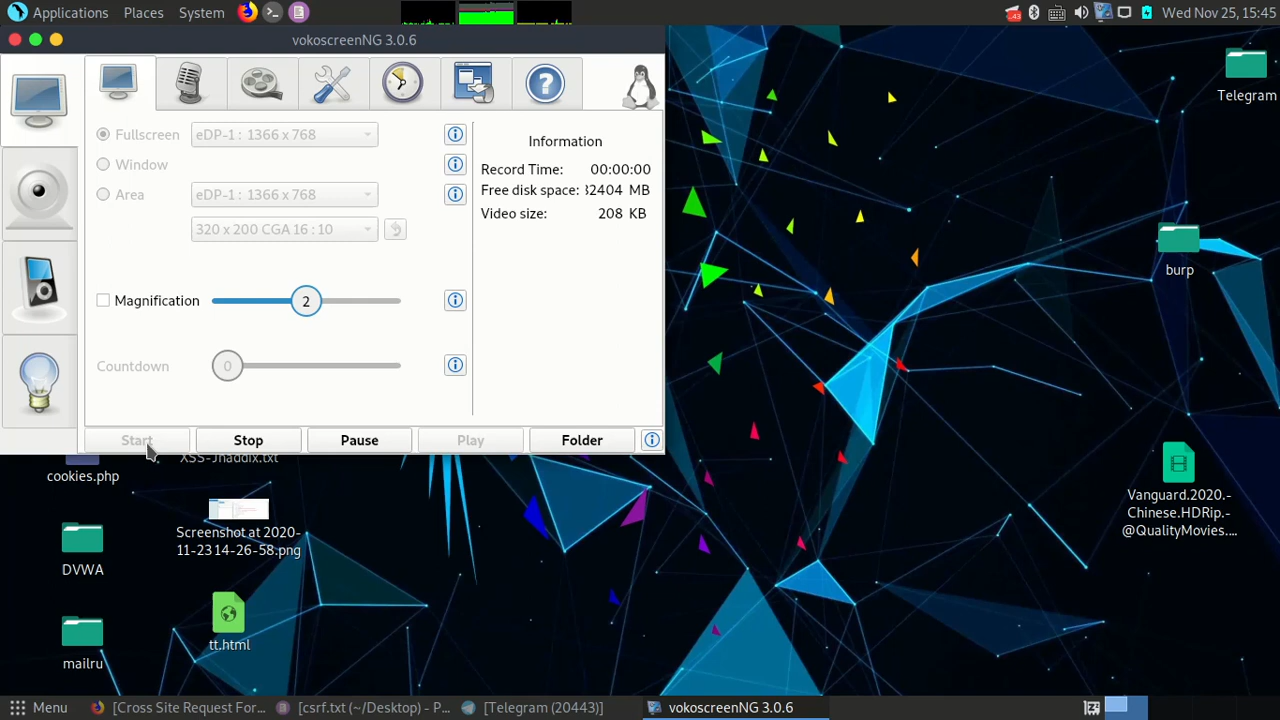 Applications Places System
.43
Wed Nov 25, 15:45
vokoscreenNG 3.0.6
Fullscreen
eDP-1 : 1366 x 768
Window
Area
eDP-1 : 1366 x 768
320 x 200 CGA 16 : 10
Magnification
2
Countdown
0
Information
Record Time: 00:00:00
Free disk space: 32404 MB
Video size: 208 KB
Start Stop Pause Play Folder
Telegram
burp
Vanguard.2020.-
Chinese.HDRip.-
@QualityMovies....
cookies.php
XSS-Jhaddix.txt
Screenshot at 2020-
11-23 14-26-58.png
DVWA
tt.html
mailru
Menu
[Cross Site Request For...
[csrf.txt (~/Desktop) - P...
[Telegram (20443)]
vokoscreenNG 3.0.6